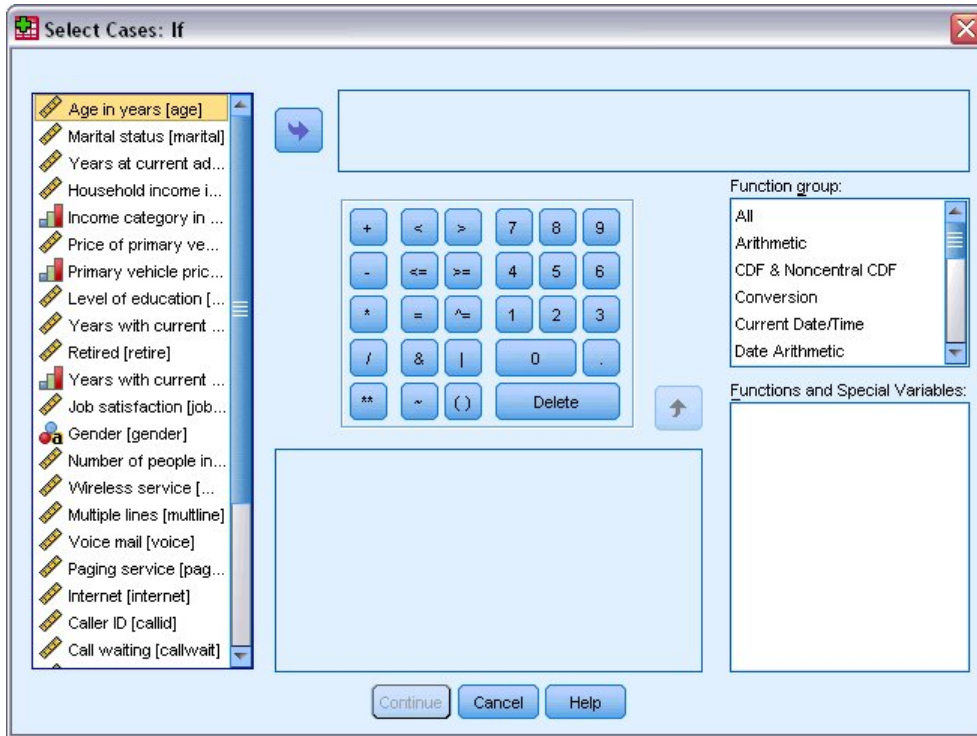 Select Cases: If
Age in years [age]
Marital status [marital]
Years at current ad...
Household income i...
Income category in ...
Price of primary ve...
Primary vehicle pric...
Level of education [...
Years with current ...
Retired [retire]
Years with current ...
Job satisfaction [job...
Gender [gender]
Number of people in...
Wireless service [...
Multiple lines [multline]
Voice mail [voice]
Paging service [pag...
Internet [internet]
Caller ID [callid]
Call waiting [callwait]
+ < > 7 8 9
- <= >= 4 5 6
* = ^= 1 2 3
/ & | 0 .
** ~ ( ) Delete
Function group:
All
Arithmetic
CDF & Noncentral CDF
Conversion
Current Date/Time
Date Arithmetic
Functions and Special Variables:
Continue Cancel Help